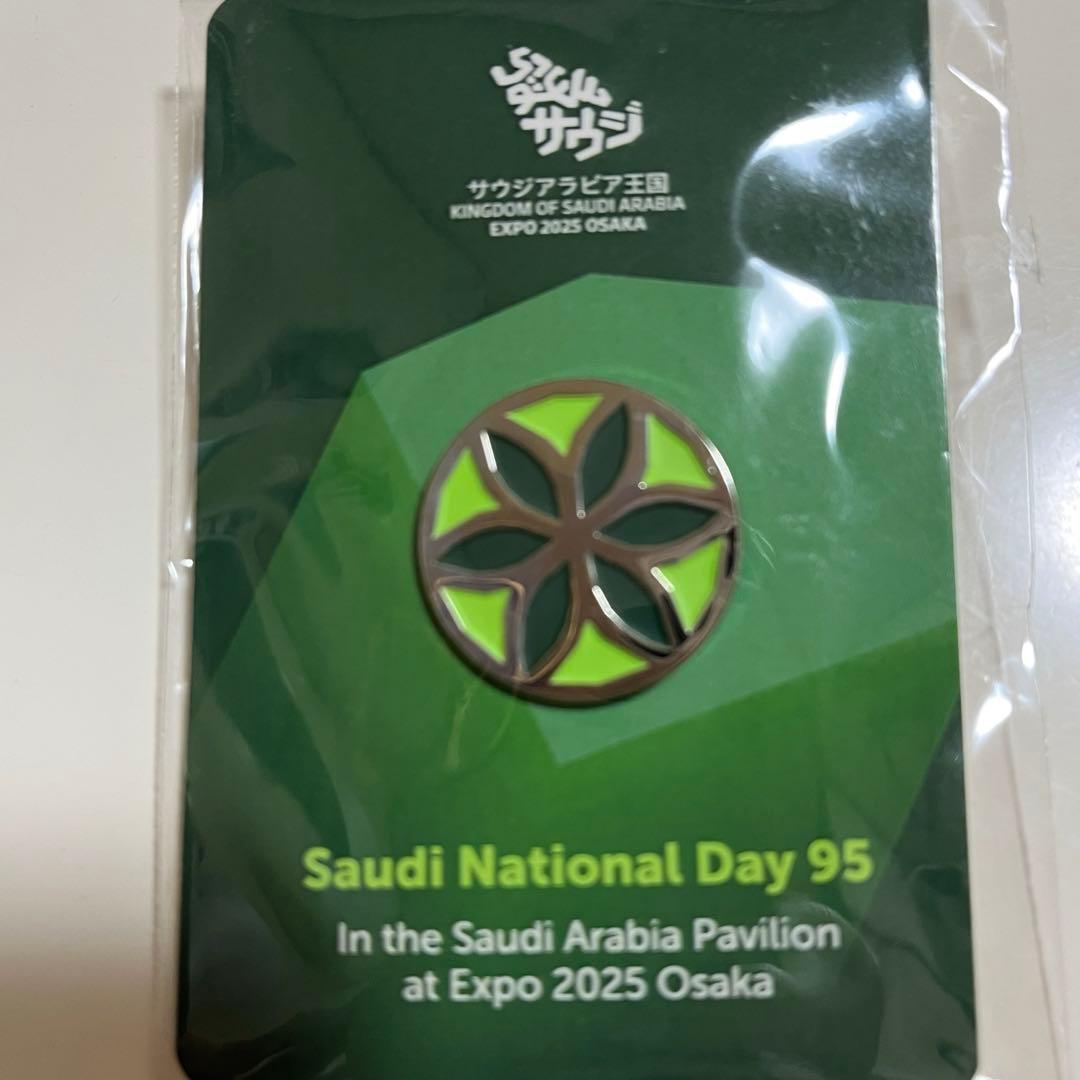 سعودي
サウジ
サウジアラビア王国
KINGDOM OF SAUDI ARABIA
EXPO 2025 OSAKA
Saudi National Day 95
In the Saudi Arabia Pavilion
at Expo 2025 Osaka